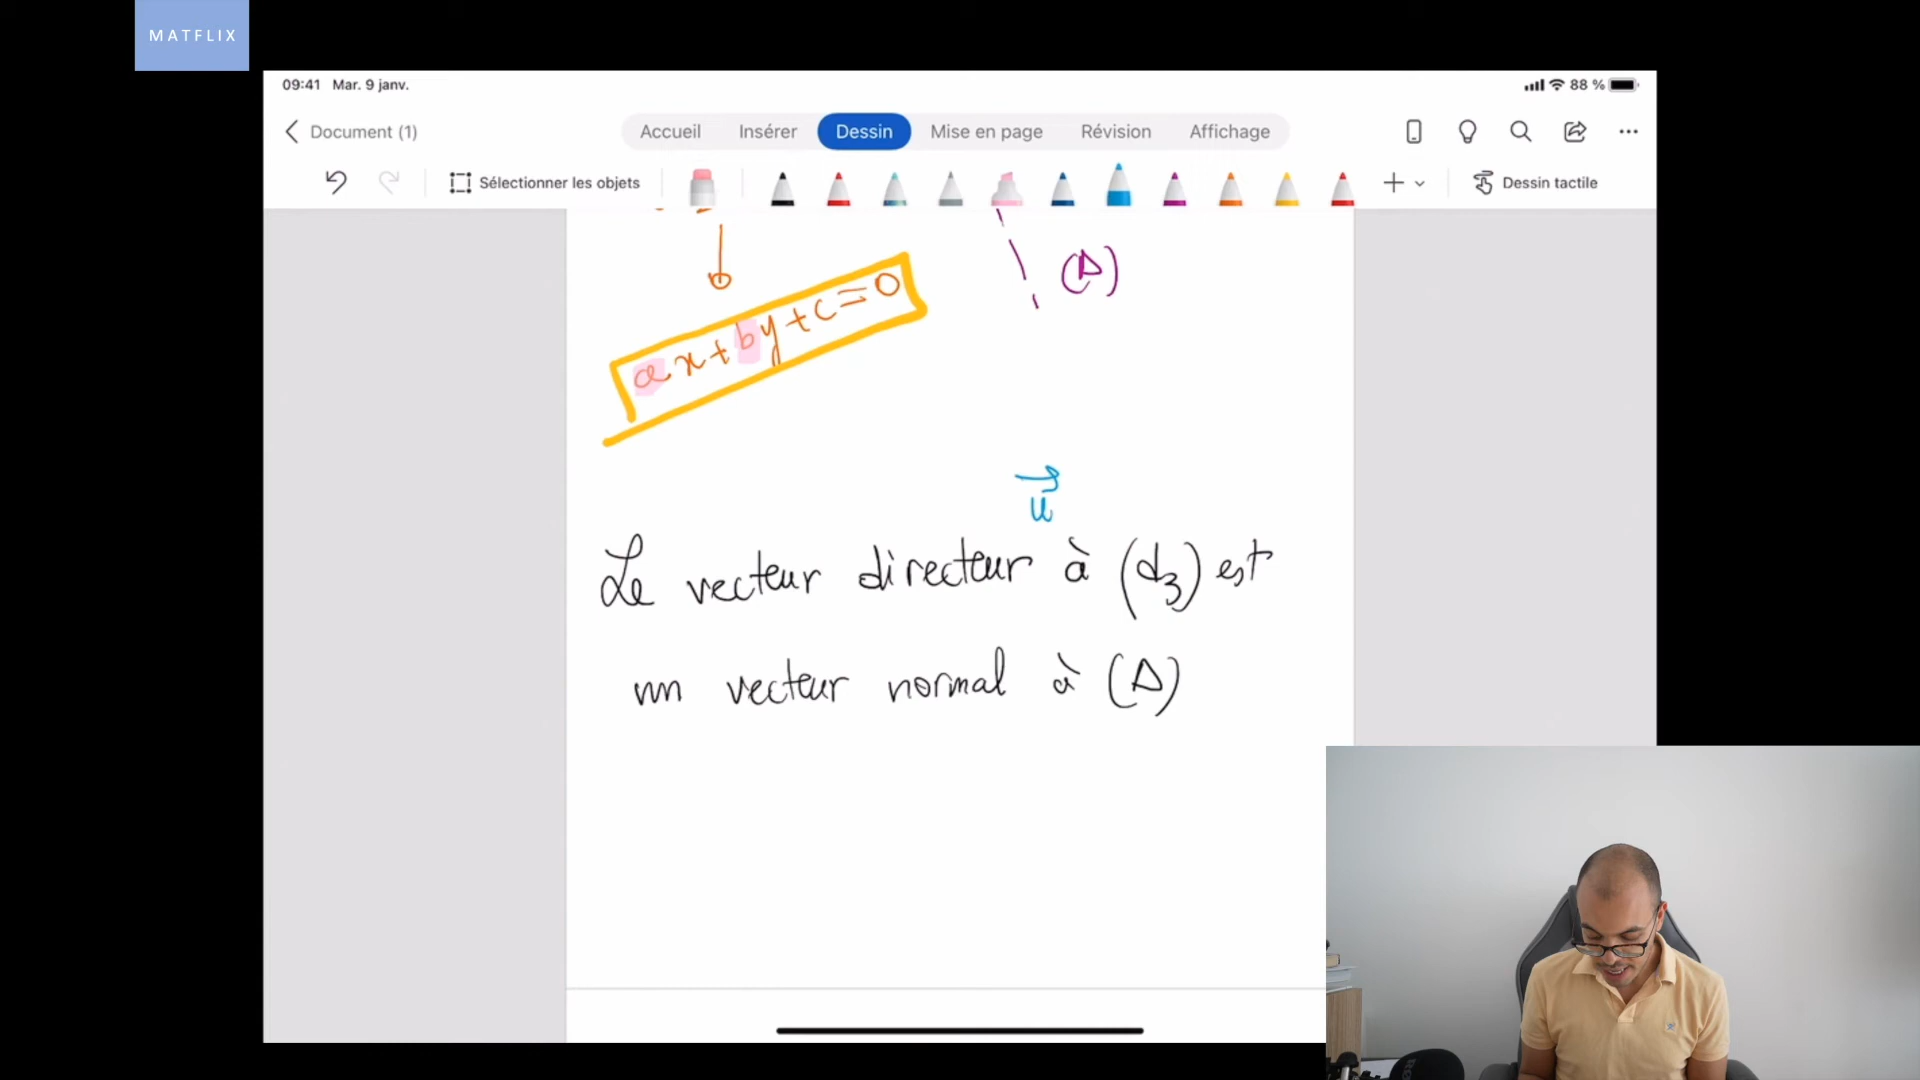 MATFLIX
09:41 Mar. 9 janv.
88 %
Document (1)
Accueil Insérer Dessin Mise en page Révision Affichage
Sélectionner les objets
Dessin tactile
(Δ)
ax+by+c=0
u
Le vecteur directeur à (d3) est
un vecteur normal à (Δ)